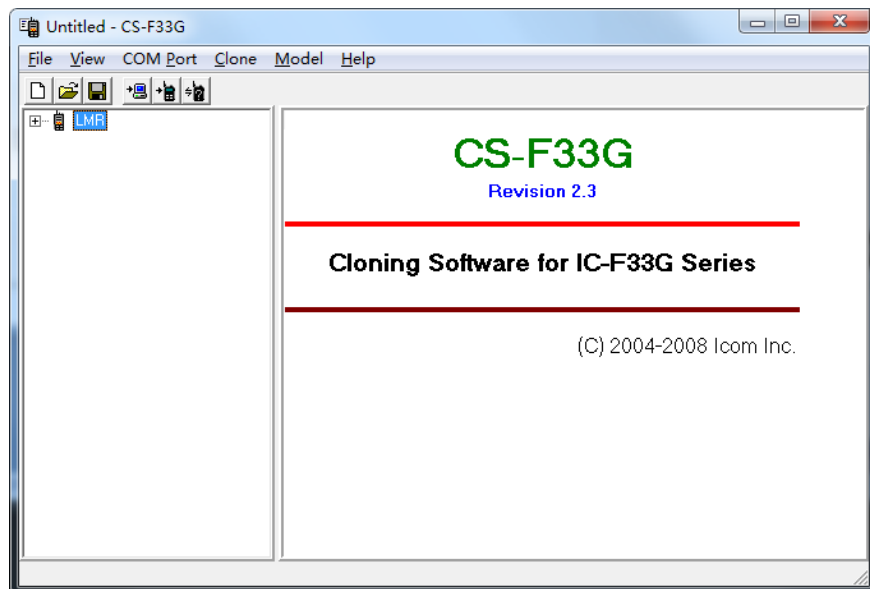 Untitled - CS-F33G
File View COM Port Clone Model Help
LMR
CS-F33G
Revision 2.3
Cloning Software for IC-F33G Series
(C) 2004-2008 Icom Inc.